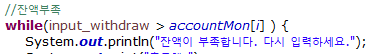 //잔액부족
while(input_withdraw > accountMon[i] ) {
System.out.println("잔액이 부족합니다. 다시 입력하세요.");